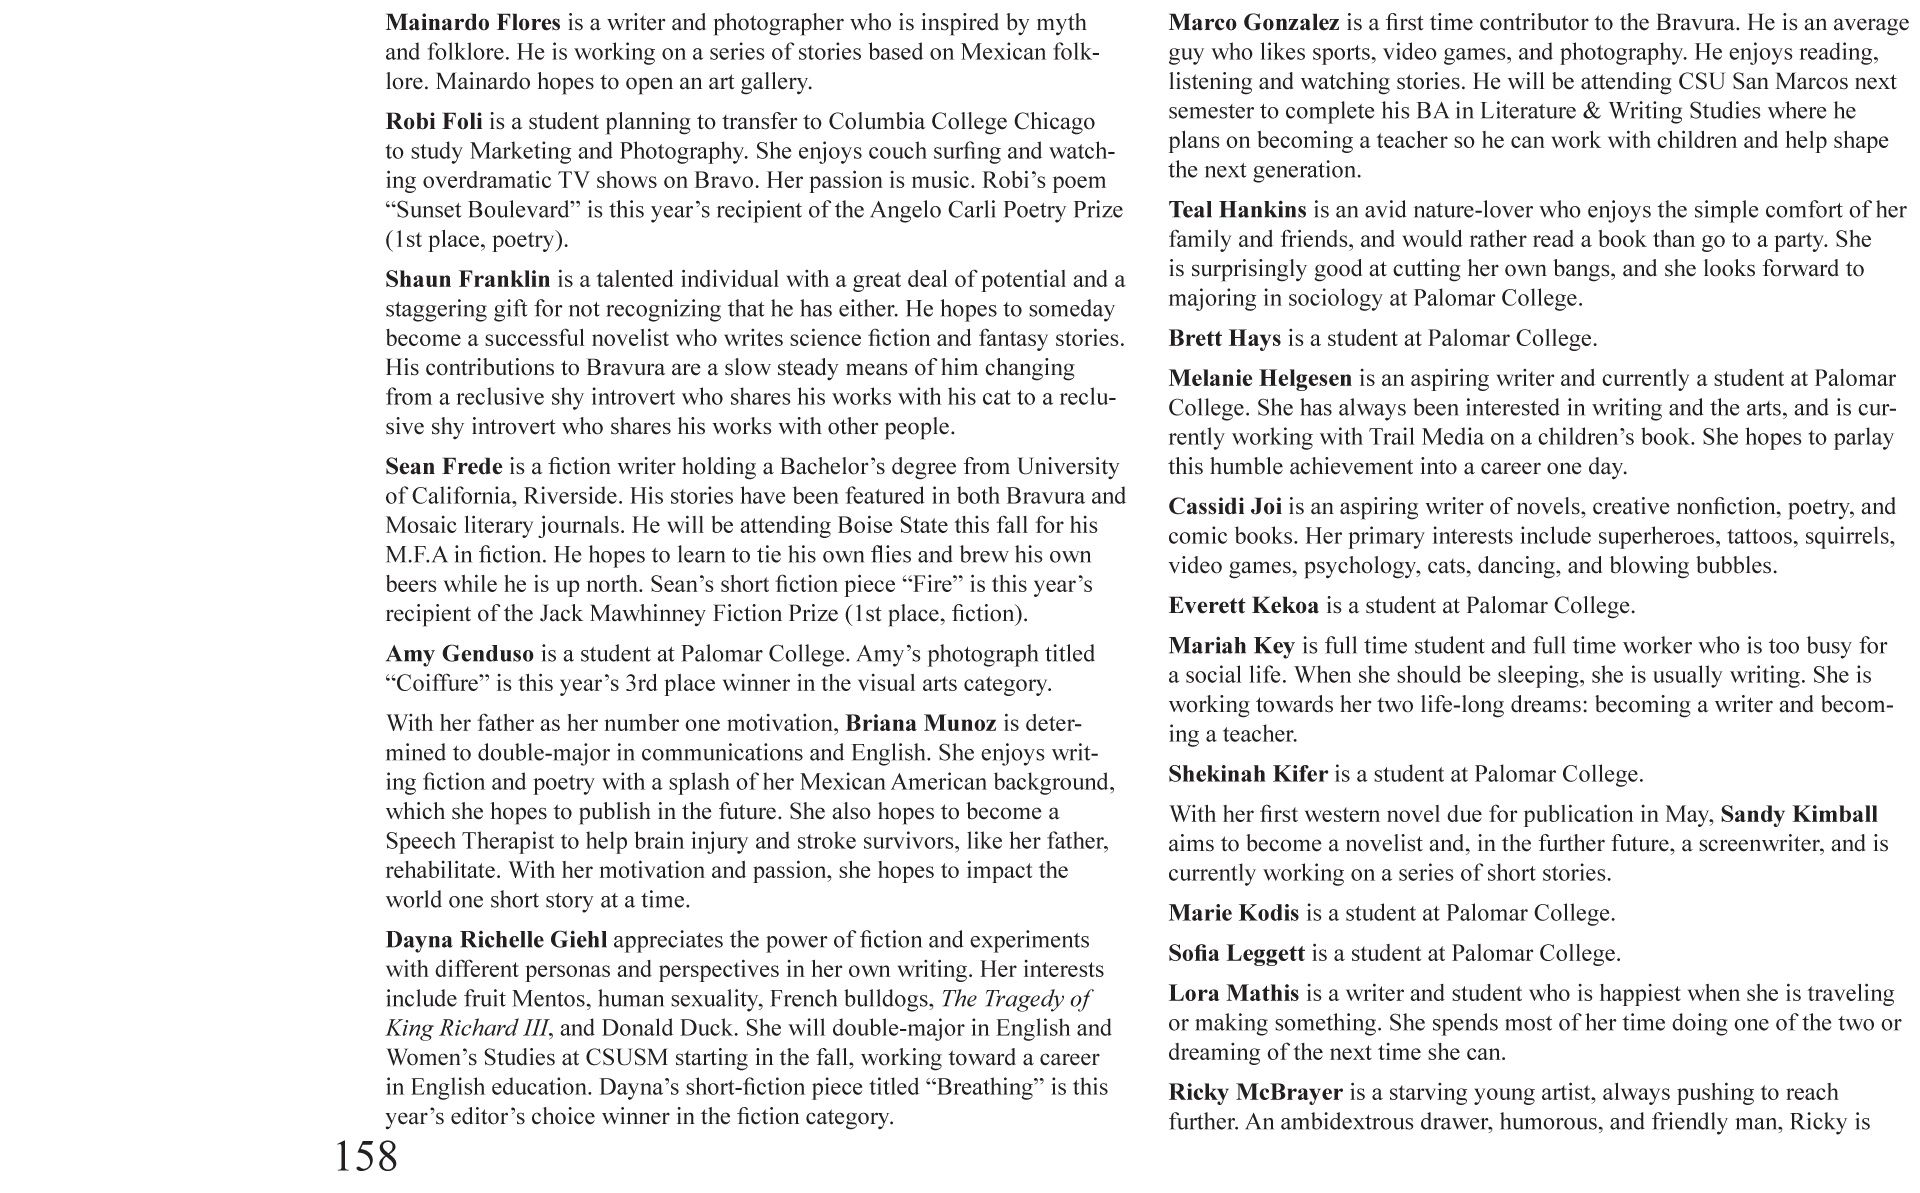 Mainardo Flores is a writer and photographer who is inspired by myth
and folklore. He is working on a series of stories based on Mexican folk-
lore. Mainardo hopes to open an art gallery.
Robi Foli is a student planning to transfer to Columbia College Chicago
to study Marketing and Photography. She enjoys couch surfing and watch-
ing overdramatic TV shows on Bravo. Her passion is music. Robi’s poem
“Sunset Boulevard” is this year’s recipient of the Angelo Carli Poetry Prize
(1st place, poetry).
Shaun Franklin is a talented individual with a great deal of potential and a
staggering gift for not recognizing that he has either. He hopes to someday
become a successful novelist who writes science fiction and fantasy stories.
His contributions to Bravura are a slow steady means of him changing
from a reclusive shy introvert who shares his works with his cat to a reclu-
sive shy introvert who shares his works with other people.
Sean Frede is a fiction writer holding a Bachelor’s degree from University
of California, Riverside. His stories have been featured in both Bravura and
Mosaic literary journals. He will be attending Boise State this fall for his
M.F.A in fiction. He hopes to learn to tie his own flies and brew his own
beers while he is up north. Sean’s short fiction piece “Fire” is this year’s
recipient of the Jack Mawhinney Fiction Prize (1st place, fiction).
Amy Genduso is a student at Palomar College. Amy’s photograph titled
“Coiffure” is this year’s 3rd place winner in the visual arts category.
With her father as her number one motivation, Briana Munoz is deter-
mined to double-major in communications and English. She enjoys writ-
ing fiction and poetry with a splash of her Mexican American background,
which she hopes to publish in the future. She also hopes to become a
Speech Therapist to help brain injury and stroke survivors, like her father,
rehabilitate. With her motivation and passion, she hopes to impact the
world one short story at a time.
Dayna Richelle Giehl appreciates the power of fiction and experiments
with different personas and perspectives in her own writing. Her interests
include fruit Mentos, human sexuality, French bulldogs, The Tragedy of
King Richard III, and Donald Duck. She will double-major in English and
Women’s Studies at CSUSM starting in the fall, working toward a career
in English education. Dayna’s short-fiction piece titled “Breathing” is this
year’s editor’s choice winner in the fiction category.
158
Marco Gonzalez is a first time contributor to the Bravura. He is an average
guy who likes sports, video games, and photography. He enjoys reading,
listening and watching stories. He will be attending CSU San Marcos next
semester to complete his BA in Literature & Writing Studies where he
plans on becoming a teacher so he can work with children and help shape
the next generation.
Teal Hankins is an avid nature-lover who enjoys the simple comfort of her
family and friends, and would rather read a book than go to a party. She
is surprisingly good at cutting her own bangs, and she looks forward to
majoring in sociology at Palomar College.
Brett Hays is a student at Palomar College.
Melanie Helgesen is an aspiring writer and currently a student at Palomar
College. She has always been interested in writing and the arts, and is cur-
rently working with Trail Media on a children’s book. She hopes to parlay
this humble achievement into a career one day.
Cassidi Joi is an aspiring writer of novels, creative nonfiction, poetry, and
comic books. Her primary interests include superheroes, tattoos, squirrels,
video games, psychology, cats, dancing, and blowing bubbles.
Everett Kekoa is a student at Palomar College.
Mariah Key is full time student and full time worker who is too busy for
a social life. When she should be sleeping, she is usually writing. She is
working towards her two life-long dreams: becoming a writer and becom-
ing a teacher.
Shekinah Kifer is a student at Palomar College.
With her first western novel due for publication in May, Sandy Kimball
aims to become a novelist and, in the further future, a screenwriter, and is
currently working on a series of short stories.
Marie Kodis is a student at Palomar College.
Sofia Leggett is a student at Palomar College.
Lora Mathis is a writer and student who is happiest when she is traveling
or making something. She spends most of her time doing one of the two or
dreaming of the next time she can.
Ricky McBrayer is a starving young artist, always pushing to reach
further. An ambidextrous drawer, humorous, and friendly man, Ricky is